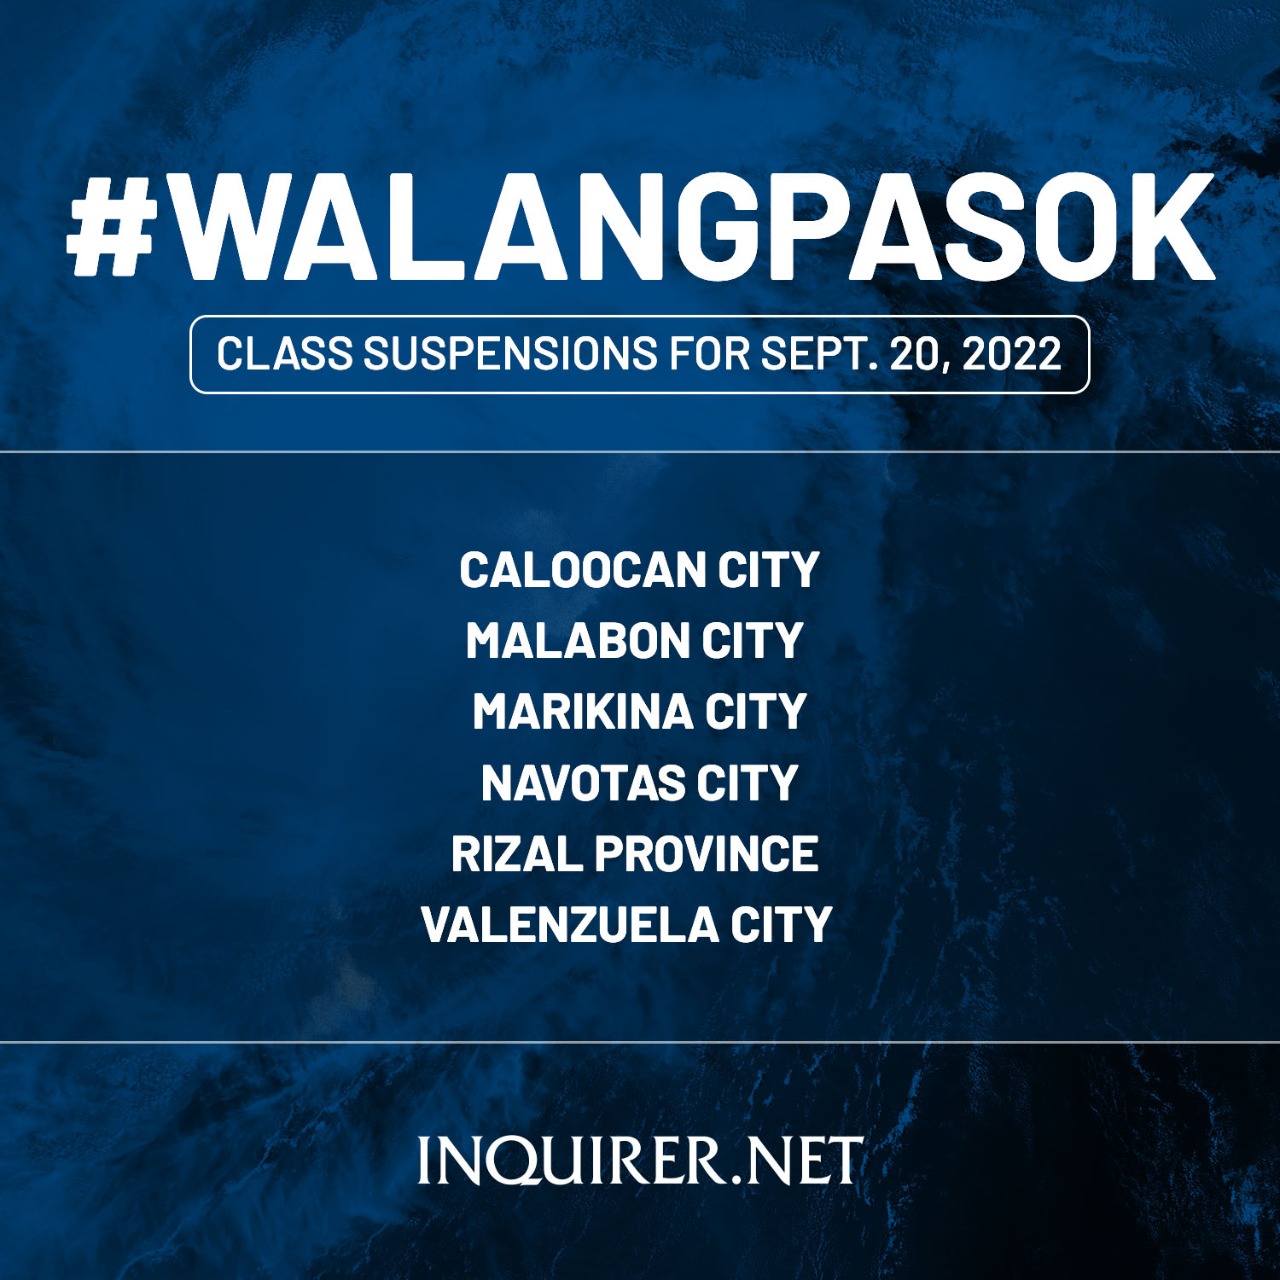 #WALANGPASOK
CLASS SUSPENSIONS FOR SEPT. 20, 2022
CALOOCAN CITY
MALABON CITY
MARIKINA CITY
NAVOTAS CITY
RIZAL PROVINCE
VALENZUELA CITY
INQUIRER.NET